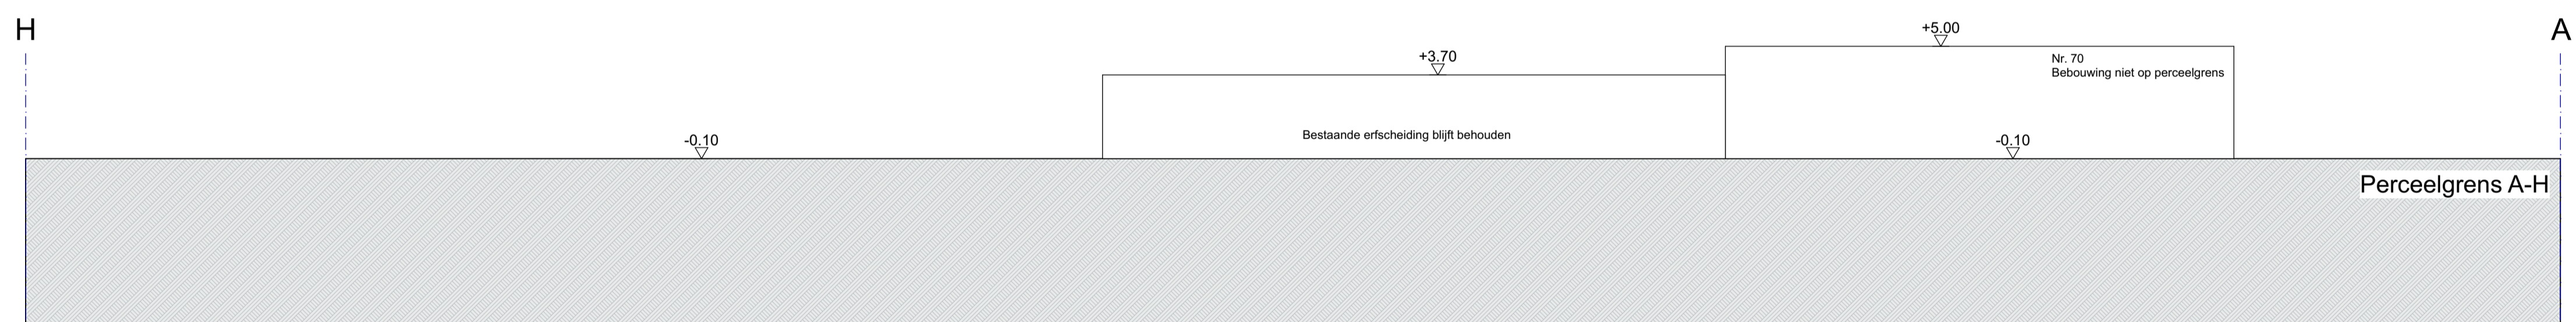 H
A
+5.00
+3.70
Nr. 70
Bebouwing niet op perceelgrens
Bestaande erfscheiding blijft behouden
-0.10
-0.10
Perceelgrens A-H